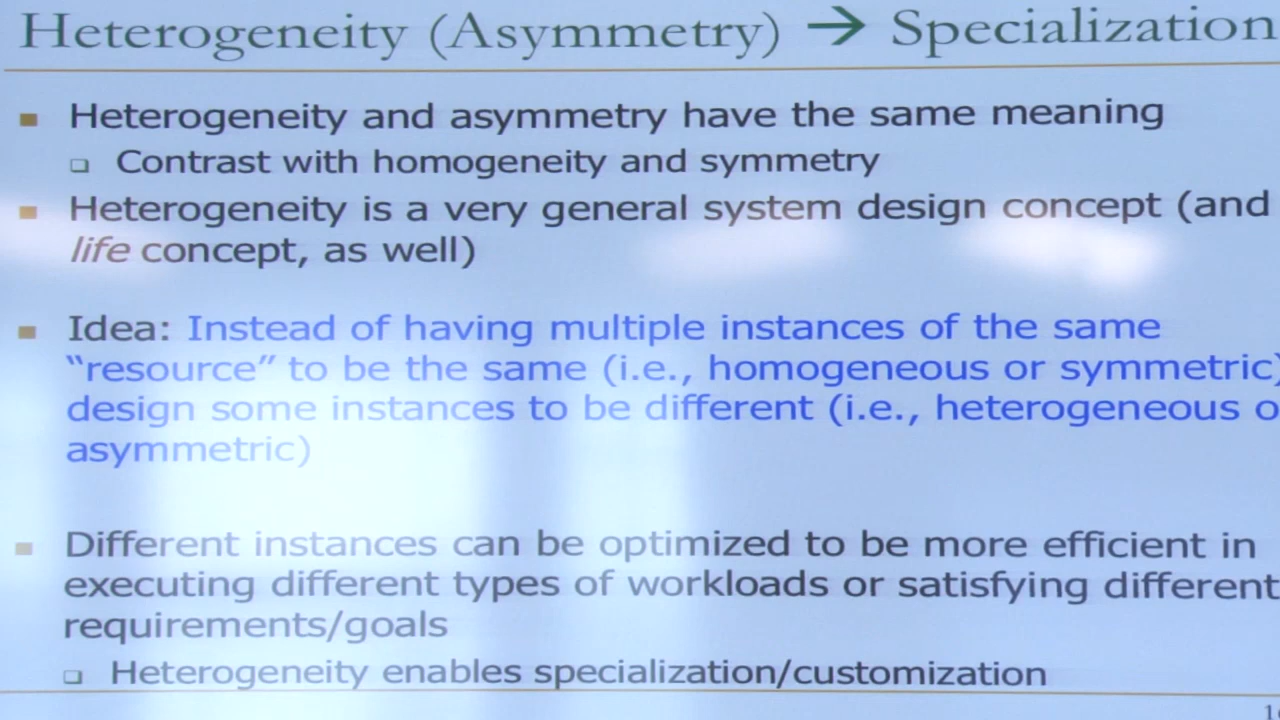 Heterogeneity (Asymmetry) → Specialization
Heterogeneity and asymmetry have the same meaning
Contrast with homogeneity and symmetry
Heterogeneity is a very general system design concept (and
life concept, as well)
Idea: Instead of having multiple instances of the same
“resource” to be the same (i.e., homogeneous or symmetric)
design some instances to be different (i.e., heterogeneous o
asymmetric)
Different instances can be optimized to be more efficient in
executing different types of workloads or satisfying different
requirements/goals
Heterogeneity enables specialization/customization